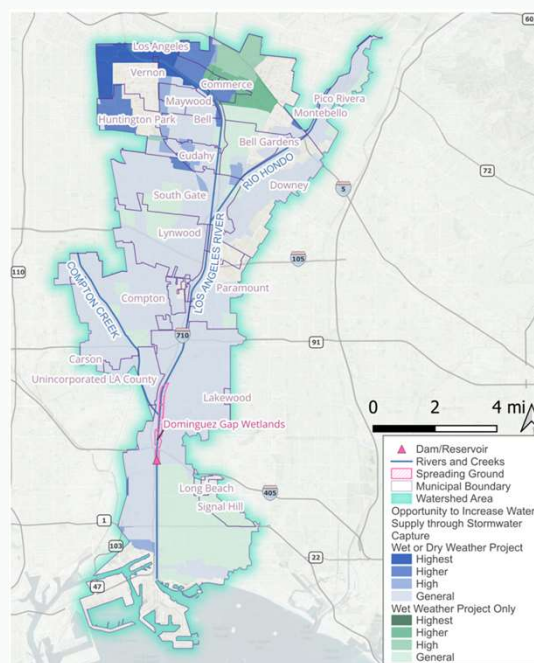 60
Los Angeles
Vernon
Commerce
Maywood
Pico Rivera
Montebello
Huntington Park
Bell
Bell Gardens
Cudahy
RIO HONDO
72
5
Downey
South Gate
Lynwood
LOS ANGELES RIVER
105
110
COMPTON CREEK
Compton
Paramount
710
91
Carson
Unincorporated LA County
Lakewood
0 2 4 mi
Dominguez Gap Wetlands
Long Beach
405
Signal Hill
1
103
22
47
Dam/Reservoir
Rivers and Creeks
Spreading Ground
Municipal Boundary
Watershed Area
Opportunity to Increase Water
Supply through Stormwater
Capture
Wet or Dry Weather Project
Highest
Higher
High
General
Wet Weather Project Only
Highest
Higher
High
General